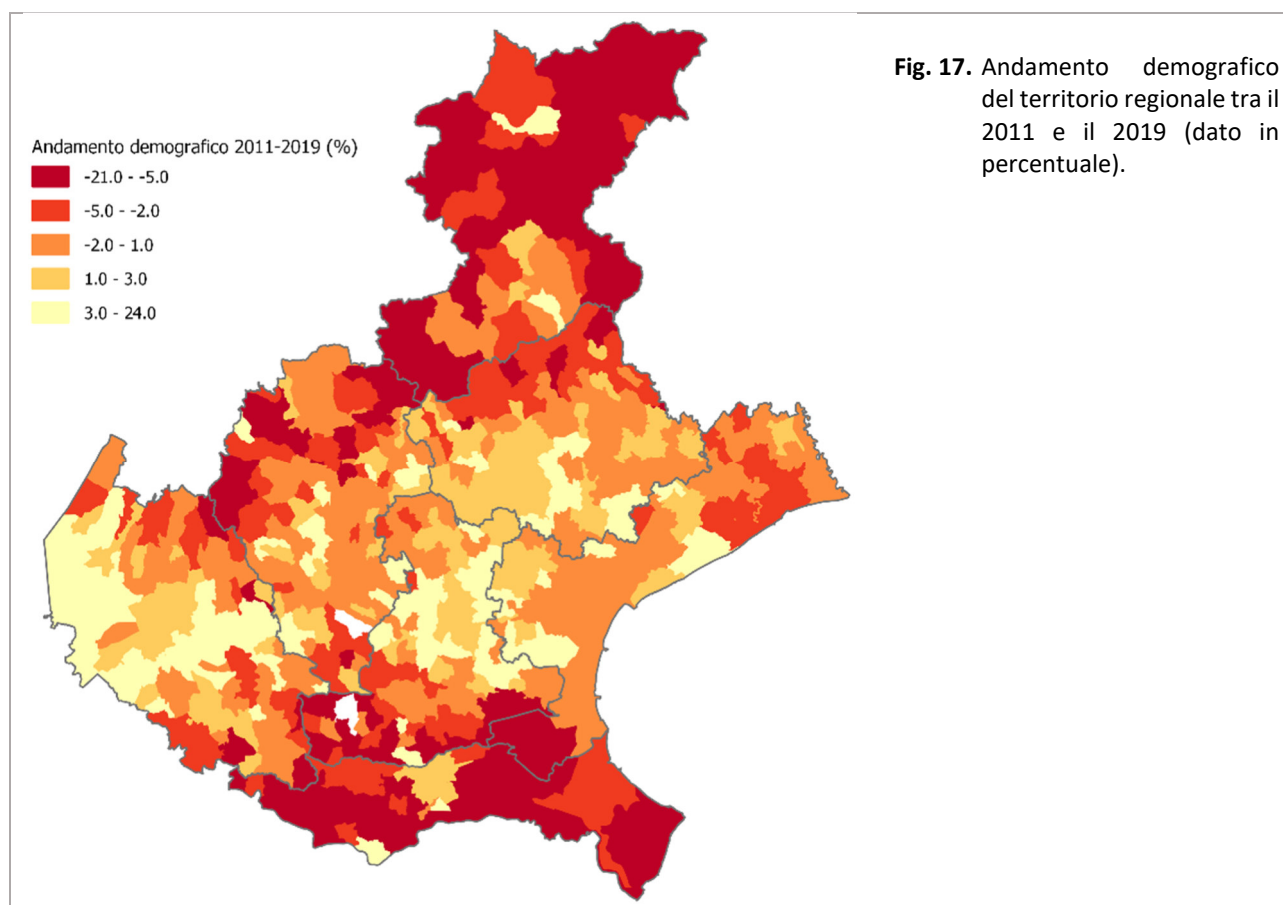 Fig. 17. Andamento demografico
del territorio regionale tra il
2011 e il 2019 (dato in
percentuale).
Andamento demografico 2011-2019 (%)
-21.0 - -5.0
-5.0 - -2.0
-2.0 - 1.0
1.0 - 3.0
3.0 - 24.0